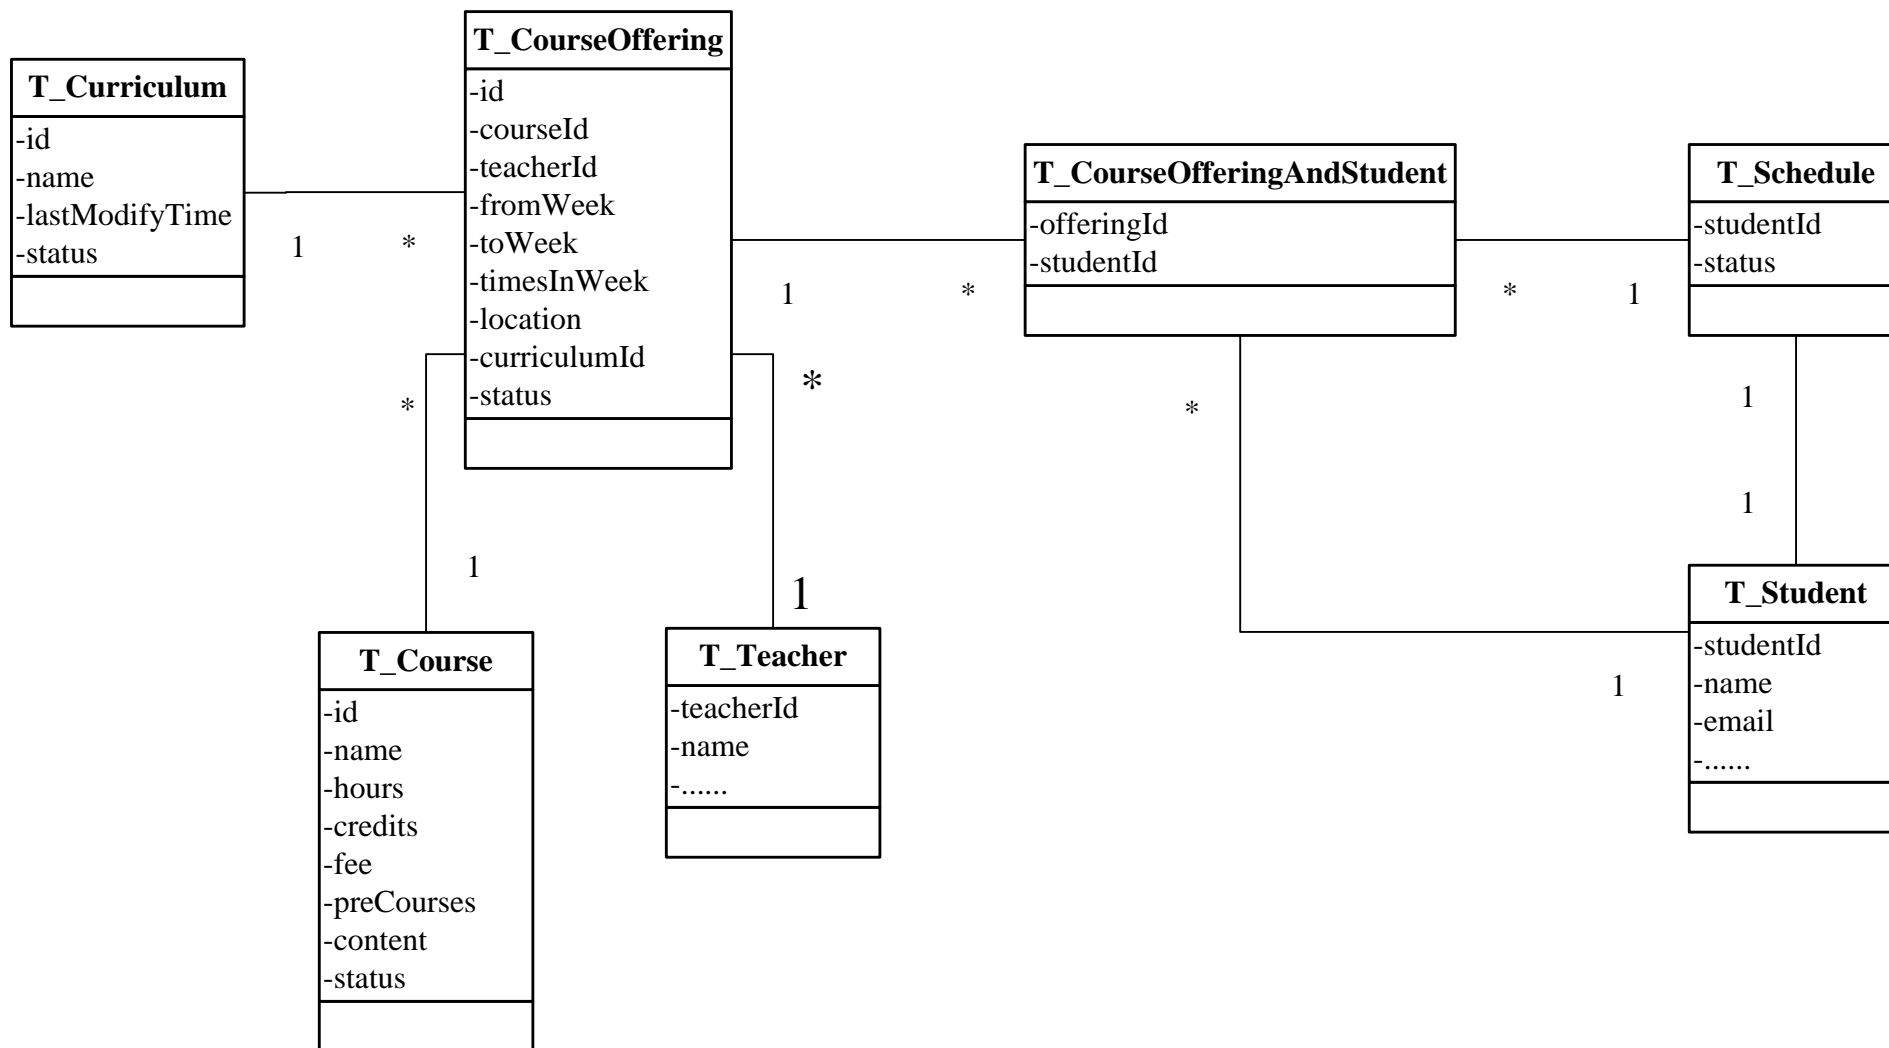 T_Curriculum
-id
-name
-lastModifyTime
-status
1
*
T_CourseOffering
-id
-courseId
-teacherId
-fromWeek
-toWeek
-timesInWeek
-location
-curriculumId
-status
1
*
T_CourseOfferingAndStudent
-offeringId
-studentId
*
1
T_Schedule
-studentId
-status
*
1
*
1
*
1
1
1
T_Course
-id
-name
-hours
-credits
-fee
-preCourses
-content
-status
T_Teacher
-teacherId
-name
-......
T_Student
-studentId
-name
-email
-......